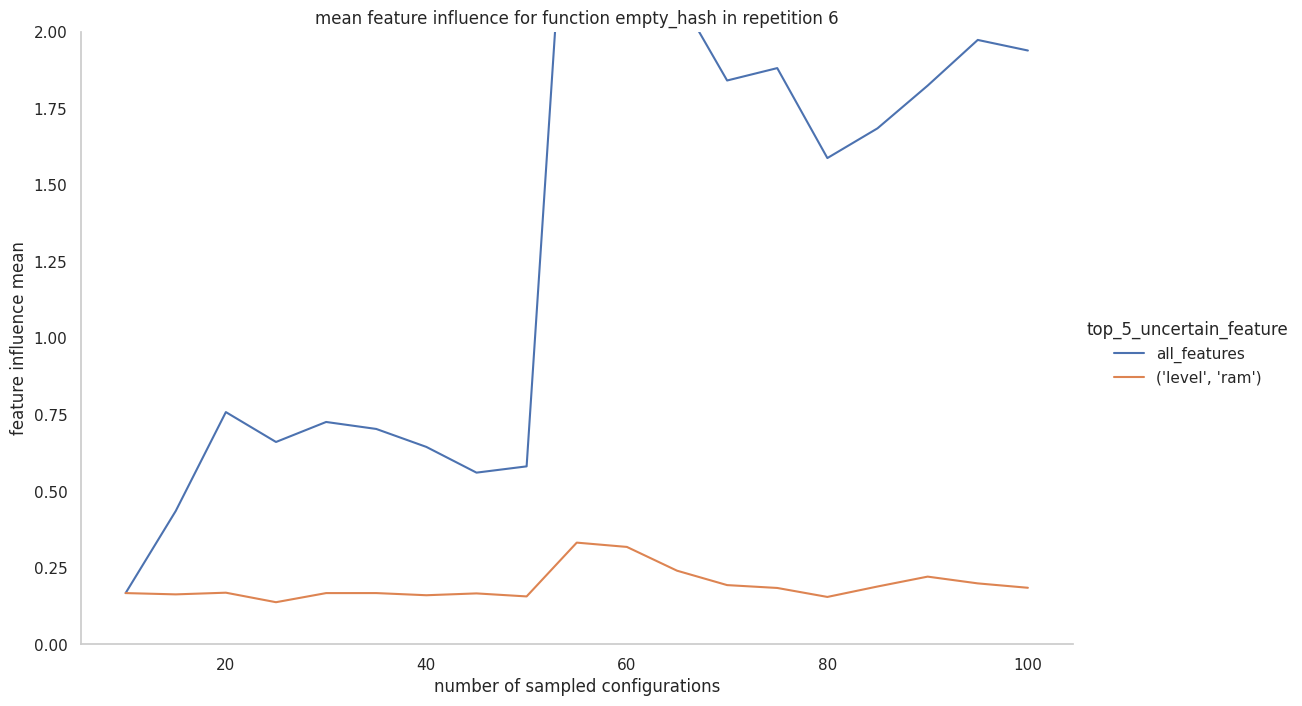 mean feature influence for function empty_hash in repetition 6
2.00
1.75
1.50
1.25
1.00
0.75
0.50
0.25
0.00
feature influence mean
20
40
60
80
100
number of sampled configurations
top_5_uncertain_feature
all_features
('level', 'ram')